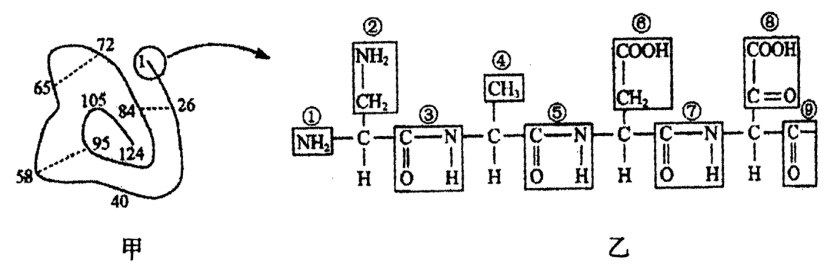 72
1
65
105
84
26
95
124
58
40
甲
② ⑥ ⑧
NH₂ COOH COOH
④
CH₂ CH₃ CH₂ C=O
① ③ ⑤ ⑦ ⑨
NH₂ C C N C C N C C N C C
O H H O H H O H H O H H O
乙